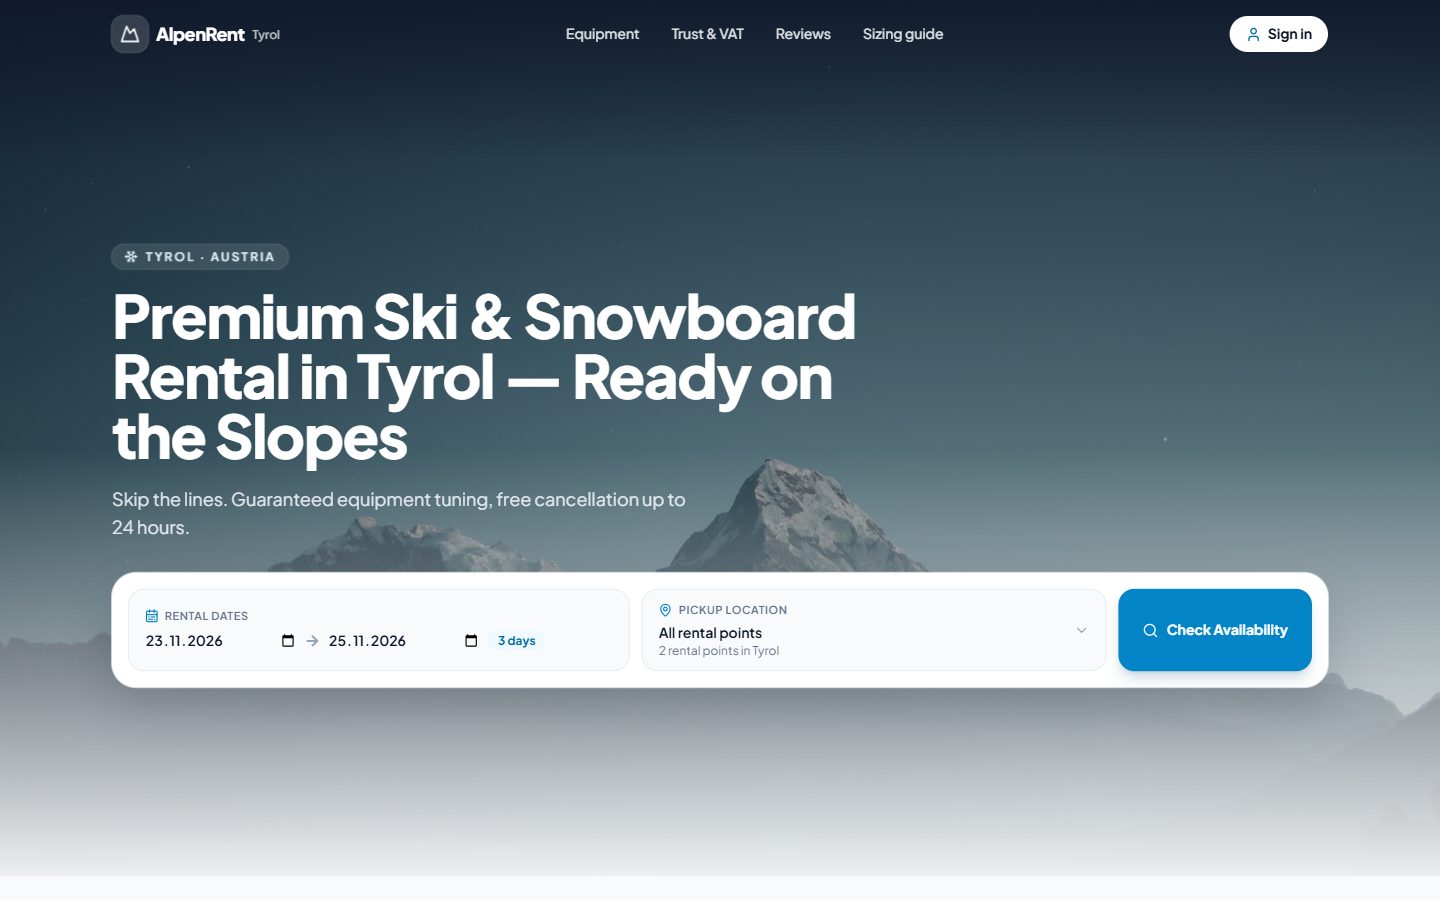 AlpenRent Tyrol
Equipment
Trust & VAT
Reviews
Sizing guide
Sign in
TYROL · AUSTRIA
Premium Ski & Snowboard
Rental in Tyrol — Ready on
the Slopes
Skip the lines. Guaranteed equipment tuning, free cancellation up to
24 hours.
RENTAL DATES
23.11.2026 → 25.11.2026 3 days
PICKUP LOCATION
All rental points
2 rental points in Tyrol
Check Availability